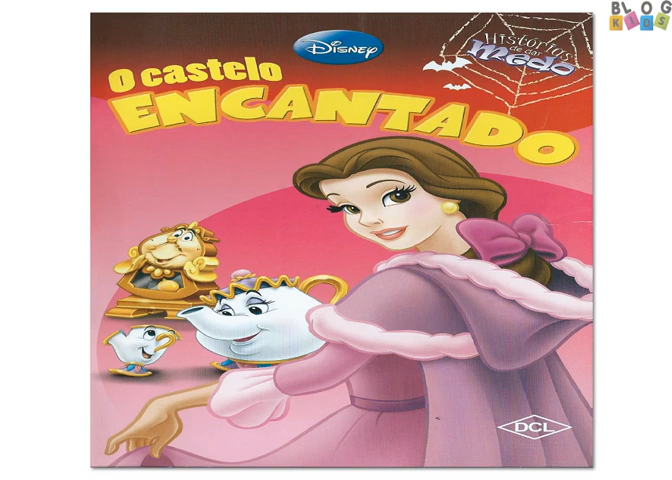 BLOG
KIDS
DISNEY
Histórias
de dar
medo
O castelo
ENCANTADO
DCL